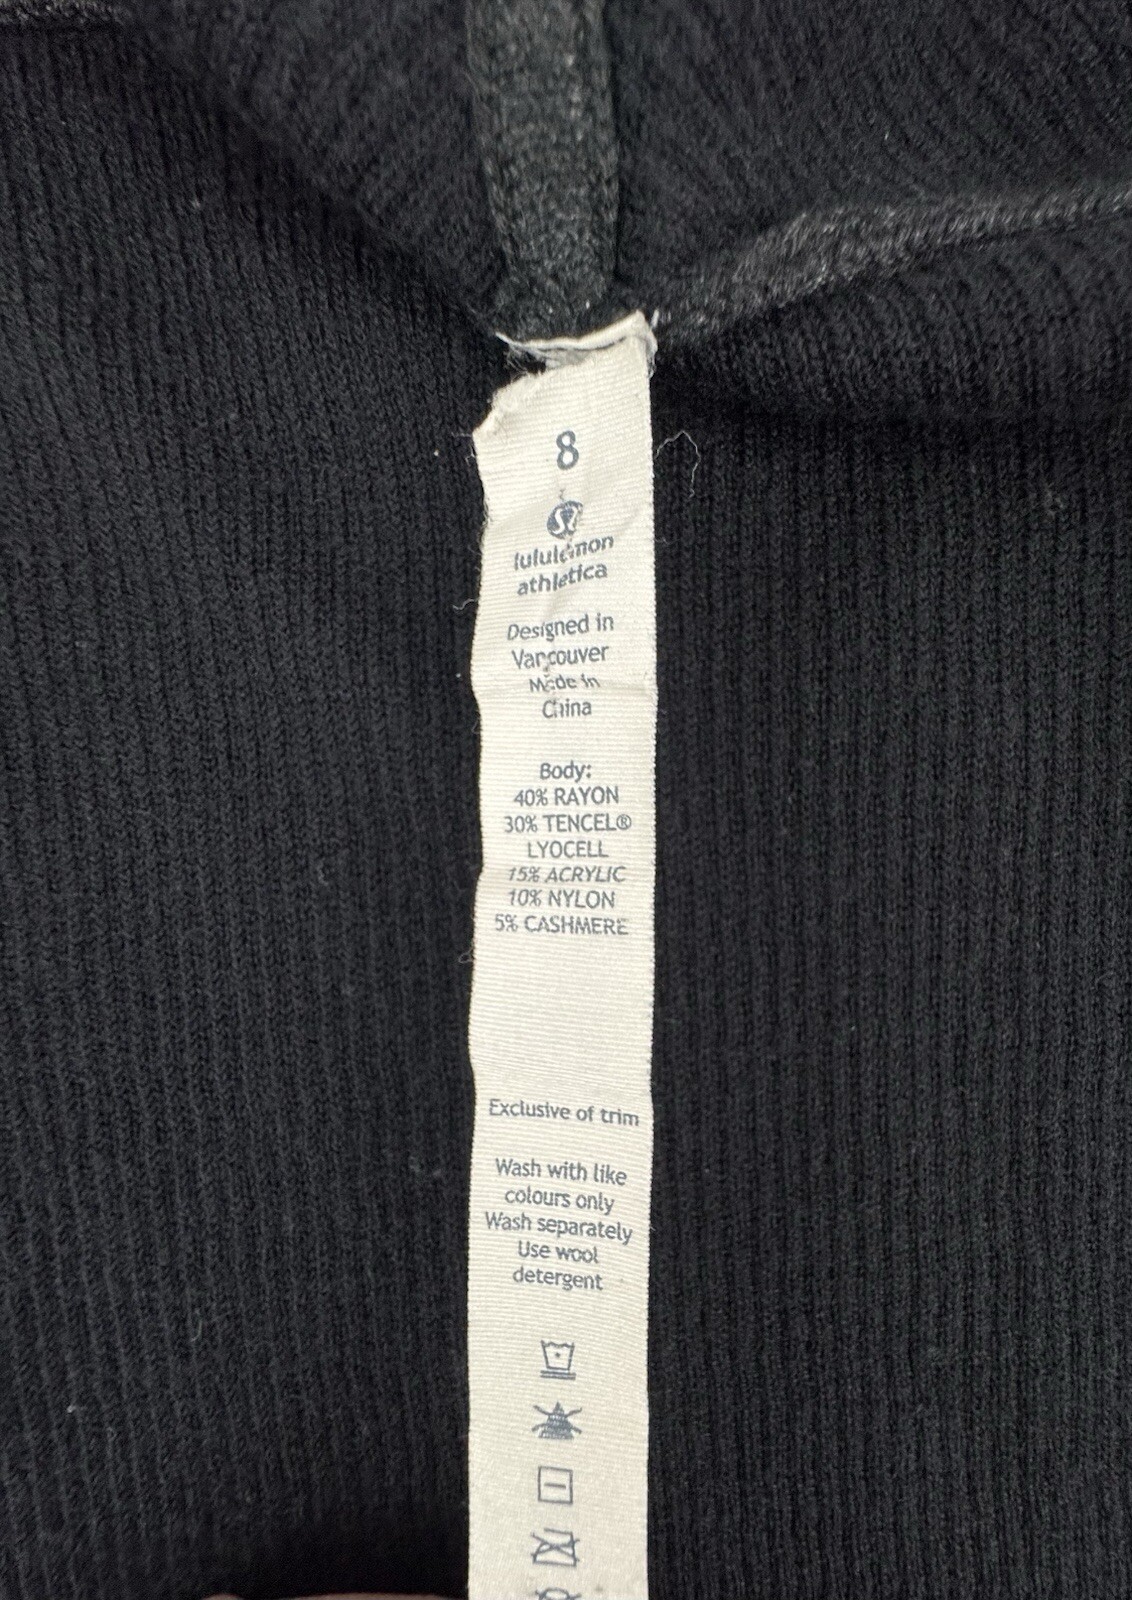 8
lululemon
athletica
Designed in
Vancouver
Made in
China
Body:
40% RAYON
30% TENCEL®
LYOCELL
15% ACRYLIC
10% NYLON
5% CASHMERE
Exclusive of trim
Wash with like
colours only
Wash separately
Use wool
detergent